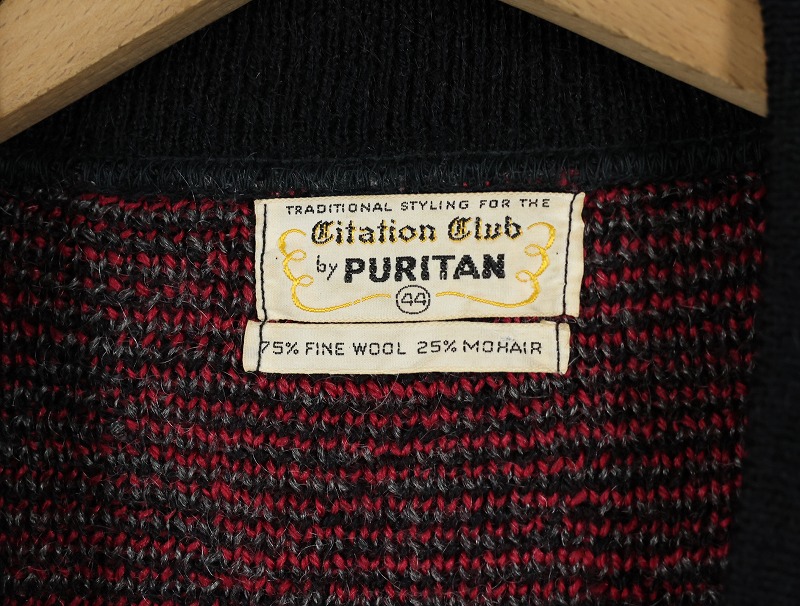 TRADITIONAL STYLING FOR THE
Citation Club
by PURITAN
44
75% FINE WOOL 25% MOHAIR